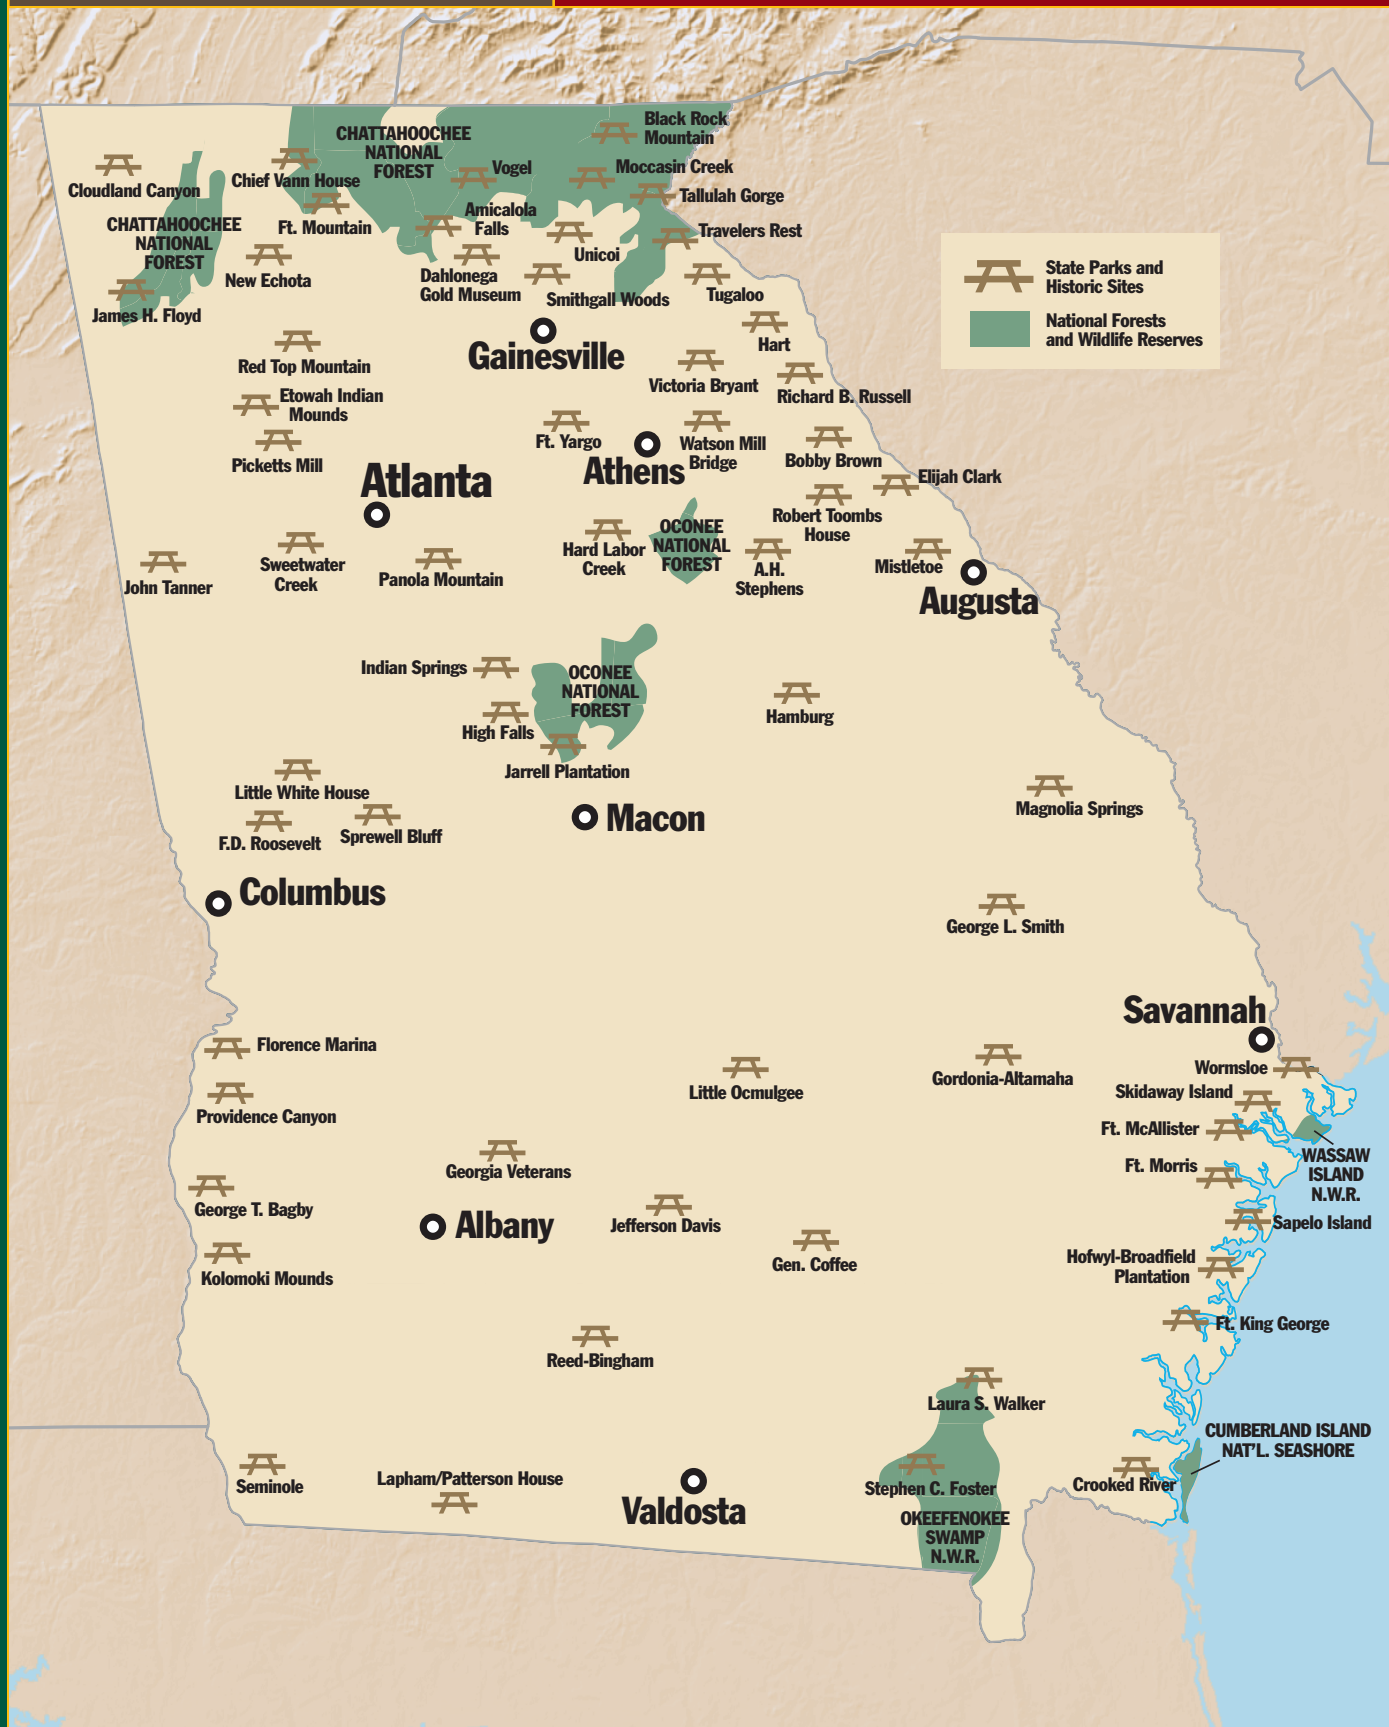 Black Rock
Mountain
CHATTAHOOCHEE
NATIONAL
FOREST
Vogel
Moccasin Creek
Cloudland Canyon
Chief Vann House
Tallulah Gorge
CHATTAHOOCHEE
NATIONAL
FOREST
Ft. Mountain
Amicalola
Falls
Travelers Rest
Unicoi
New Echota
Dahlonega
Gold Museum
Smithgall Woods
Tugaloo
State Parks and
Historic Sites
National Forests
and Wildlife Reserves
James H. Floyd
Gainesville
Hart
Red Top Mountain
Victoria Bryant
Richard B. Russell
Etowah Indian
Mounds
Ft. Yargo
Watson Mill
Bridge
Bobby Brown
Picketts Mill
Athens
Atlanta
Elijah Clark
Robert Toombs
House
OCONEE
NATIONAL
FOREST
Hard Labor
Creek
Sweetwater
Creek
Panola Mountain
John Tanner
A.H.
Stephens
Mistletoe
Augusta
Indian Springs
OCONEE
NATIONAL
FOREST
High Falls
Hamburg
Jarrell Plantation
Little White House
F.D. Roosevelt
Sprewell Bluff
Macon
Magnolia Springs
Columbus
George L. Smith
Savannah
Florence Marina
Wormsloe
Gordonia-Altamaha
Little Ocmulgee
Skidaway Island
Providence Canyon
Ft. McAllister
WASSAW
ISLAND
N.W.R.
Georgia Veterans
Ft. Morris
George T. Bagby
Albany
Jefferson Davis
Sapelo Island
Gen. Coffee
Hofwyl-Broadfield
Plantation
Kolomoki Mounds
Ft. King George
Reed-Bingham
Laura S. Walker
CUMBERLAND ISLAND
NAT'L. SEASHORE
Seminole
Lapham/Patterson House
Stephen C. Foster
Crooked River
Valdosta
OKEEFENOKEE
SWAMP
N.W.R.